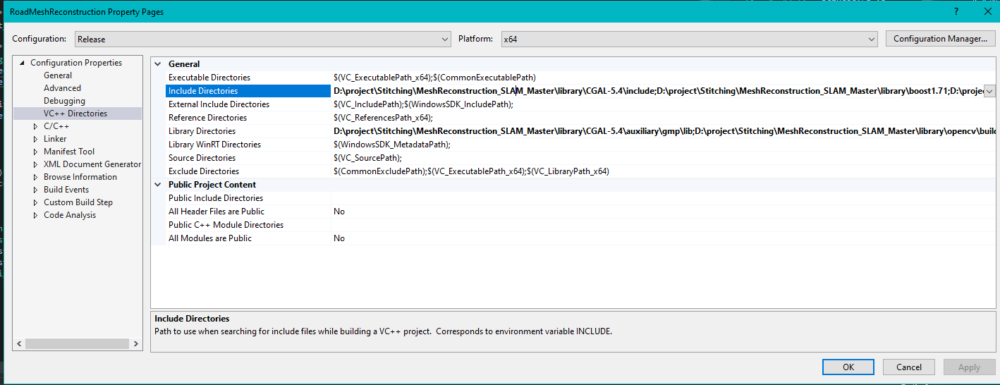 RoadMeshReconstruction Property Pages
Configuration: Release Platform: x64 Configuration Manager...
Configuration Properties
General
Advanced
Debugging
VC++ Directories
C/C++
Linker
Manifest Tool
XML Document Generator
Browse Information
Build Events
Custom Build Step
Code Analysis
General
Executable Directories $(VC_ExecutablePath_x64);$(CommonExecutablePath)
Include Directories D:\project\Stitching\MeshReconstruction_SLAM_Master\library\CGAL-5.4\include;D:\project\Stitching\MeshReconstruction_SLAM_Master\library\boost1.71;D:\projec
External Include Directories $(VC_IncludePath);$(WindowsSDK_IncludePath);
Reference Directories $(VC_ReferencesPath_x64);
Library Directories D:\project\Stitching\MeshReconstruction_SLAM_Master\library\CGAL-5.4\auxiliary\gmp\lib;D:\project\Stitching\MeshReconstruction_SLAM_Master\library\opencv\build
Library WinRT Directories $(WindowsSDK_MetadataPath);
Source Directories $(VC_SourcePath);
Exclude Directories $(CommonExcludePath);$(VC_ExecutablePath_x64);$(VC_LibraryPath_x64)
Public Project Content
Public Include Directories
All Header Files are Public No
Public C++ Module Directories
All Modules are Public No
Include Directories
Path to use when searching for include files while building a VC++ project. Corresponds to environment variable INCLUDE.
OK Cancel Apply